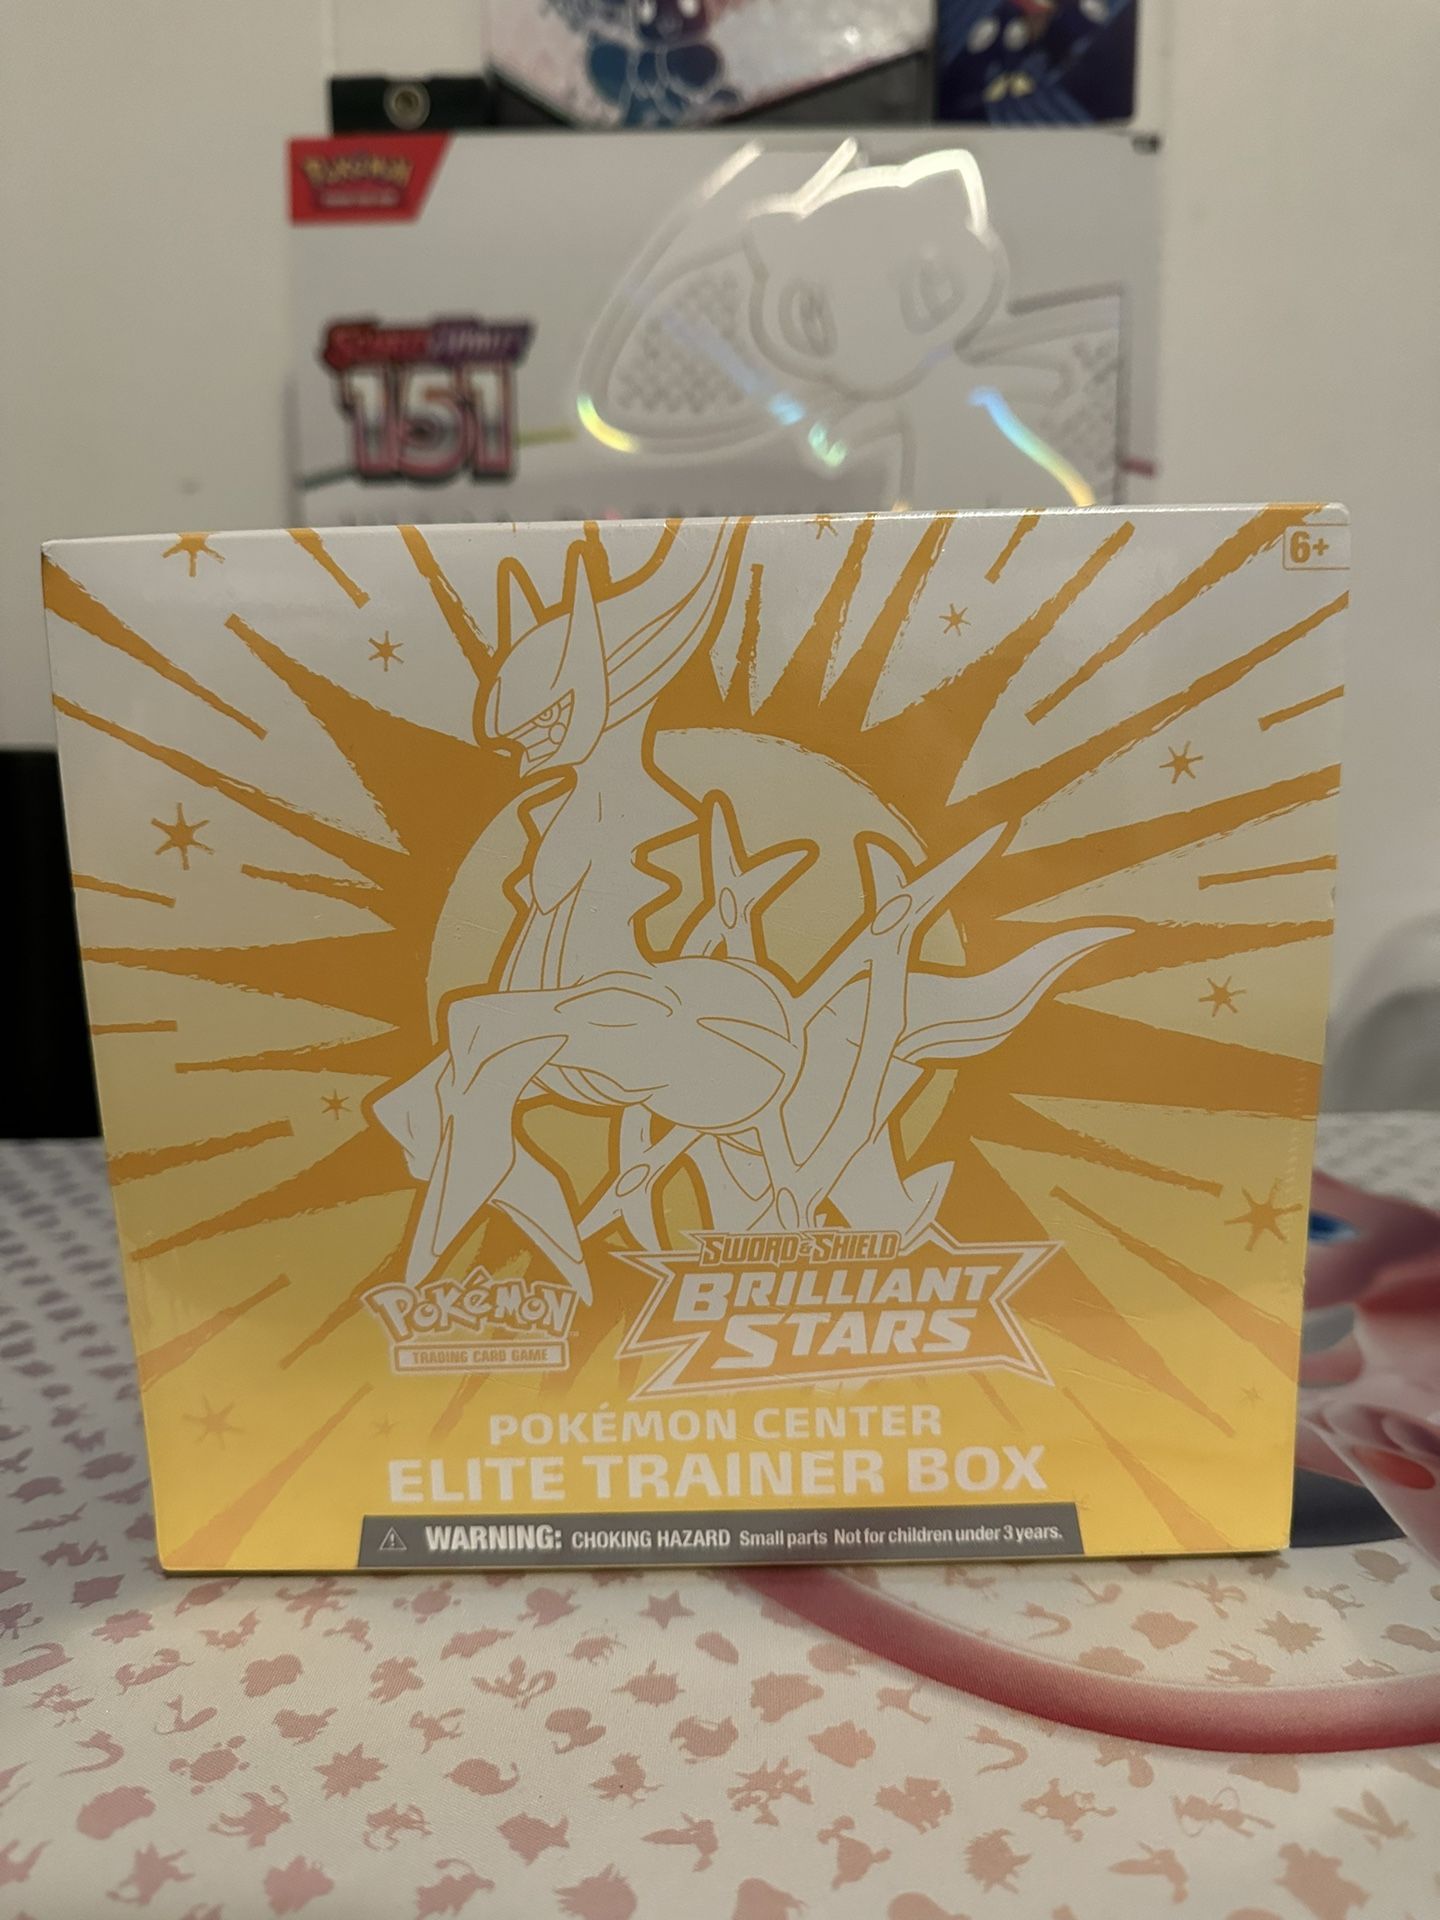 POKÉMON
151
6+
POKÉMON
TRADING CARD GAME
SWORD & SHIELD
BRILLIANT
STARS
POKÉMON CENTER
ELITE TRAINER BOX
WARNING: CHOKING HAZARD Small parts Not for children under 3 years.